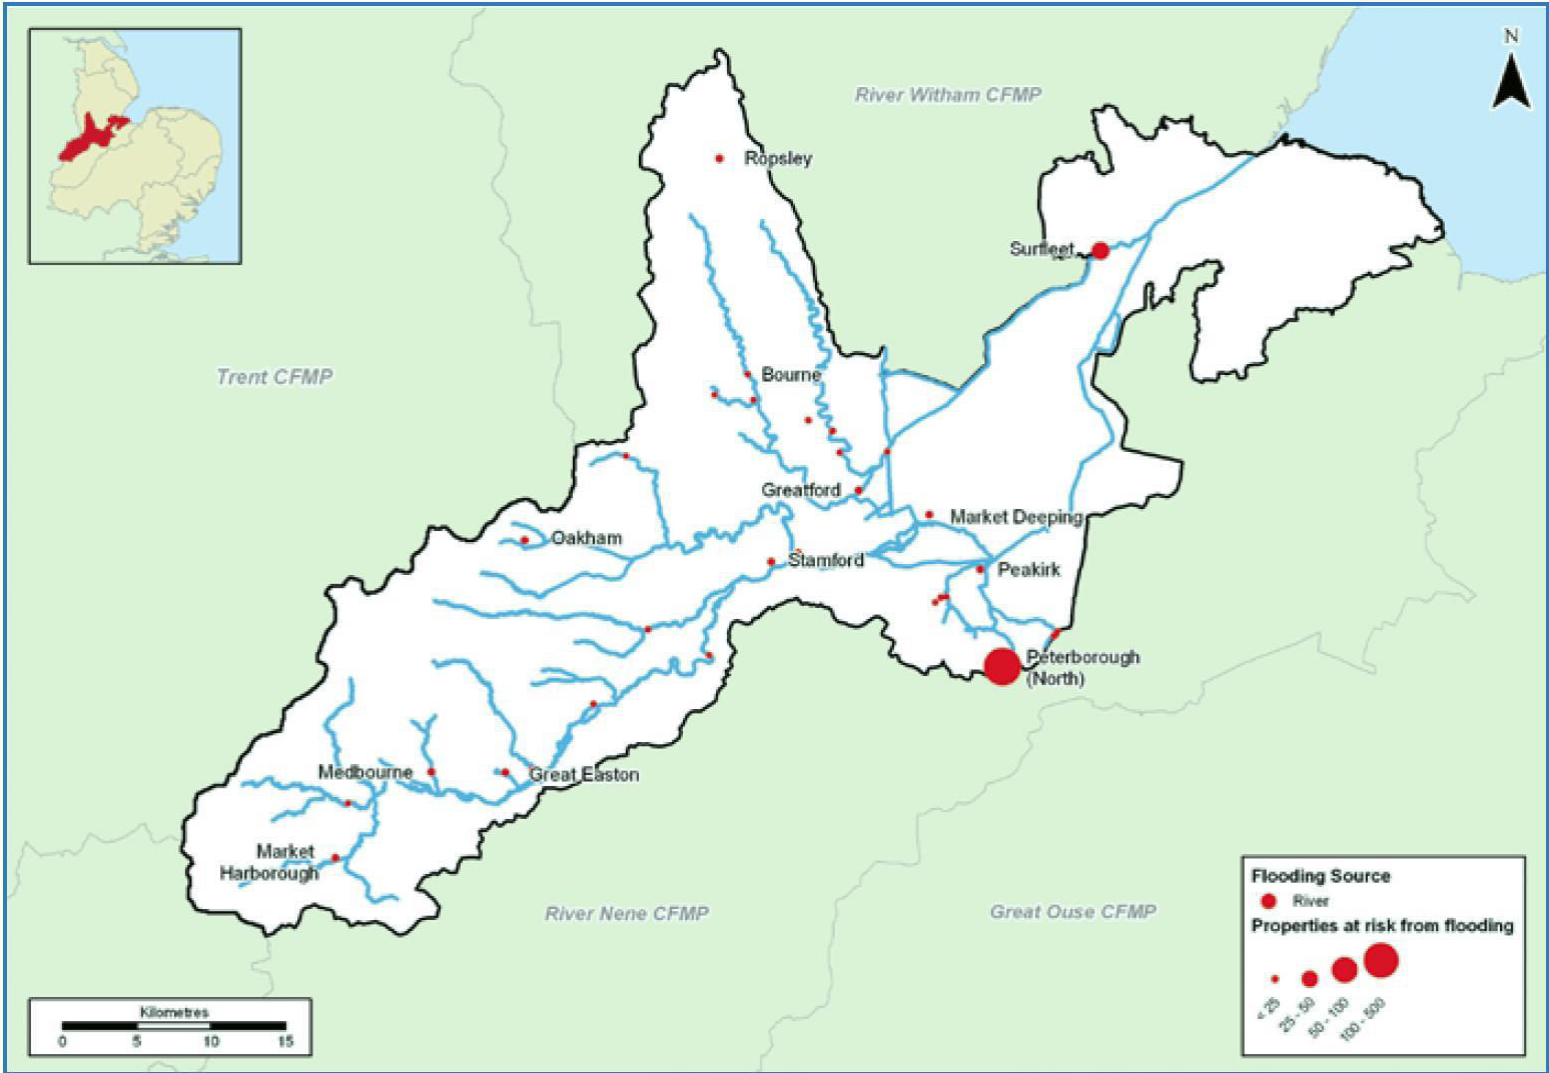 N
River Witham CFMP
Ropsley
Surfleet
Trent CFMP
Bourne
Greatford
Market Deeping
Oakham
Stamford
Peakirk
Peterborough
(North)
Medbourne
Great Easton
Market
Harborough
River Nene CFMP
Great Ouse CFMP
Flooding Source
River
Properties at risk from flooding
< 25
25 - 50
50 - 100
100 - 500
Kilometres
0 5 10 15